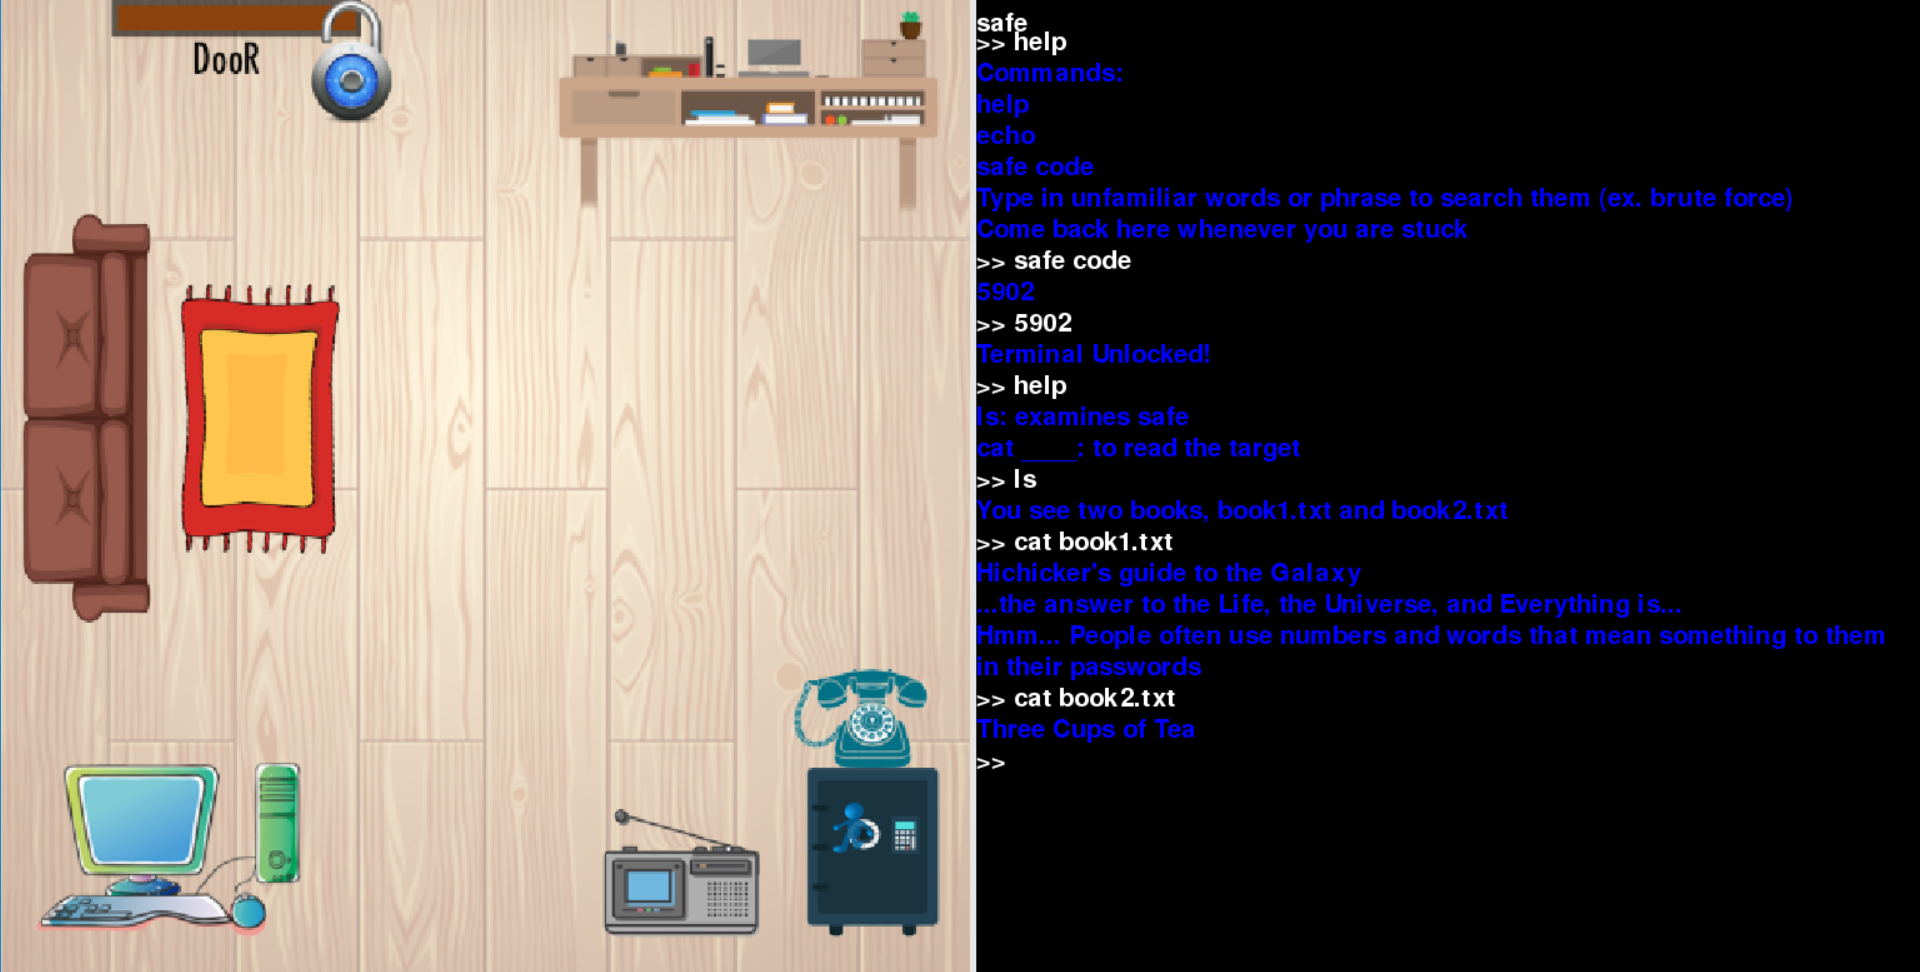 DooR
safe
>> help
Commands:
help
echo
safe code
Type in unfamiliar words or phrase to search them (ex. brute force)
Come back here whenever you are stuck
>> safe code
5902
>> 5902
Terminal Unlocked!
>> help
ls: examines safe
cat ____: to read the target
>> ls
You see two books, book1.txt and book2.txt
>> cat book1.txt
Hichicker's guide to the Galaxy
...the answer to the Life, the Universe, and Everything is...
Hmm... People often use numbers and words that mean something to them
in their passwords
>> cat book2.txt
Three Cups of Tea
>>